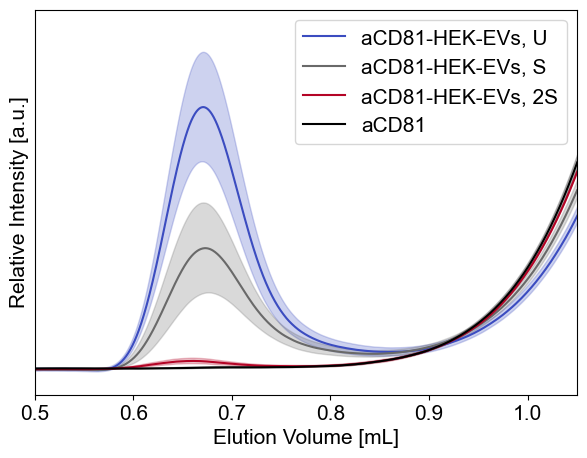 aCD81-HEK-EVs, U
aCD81-HEK-EVs, S
aCD81-HEK-EVs, 2S
aCD81
Relative Intensity [a.u.]
0.5 0.6 0.7 0.8 0.9 1.0
Elution Volume [mL]